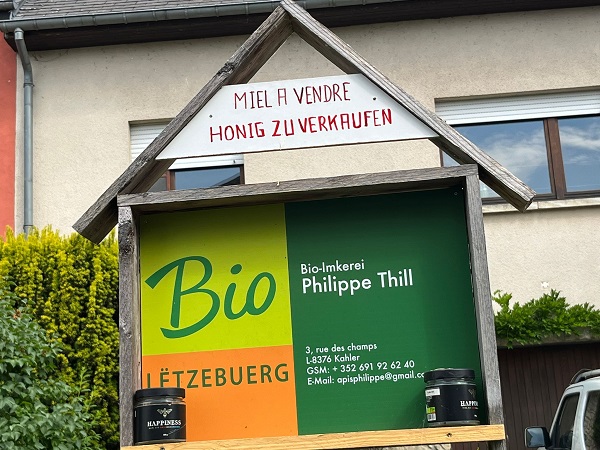 MIEL A VENDRE
HONIG ZU VERKAUFEN
Bio
LËTZEBUERG
Bio-Imkerei
Philippe Thill
3, rue des champs
L-8376 Kahler
GSM: + 352 691 92 62 40
E-Mail: apisphilippe@gmail.co
HAPPINESS
HAPPINESS